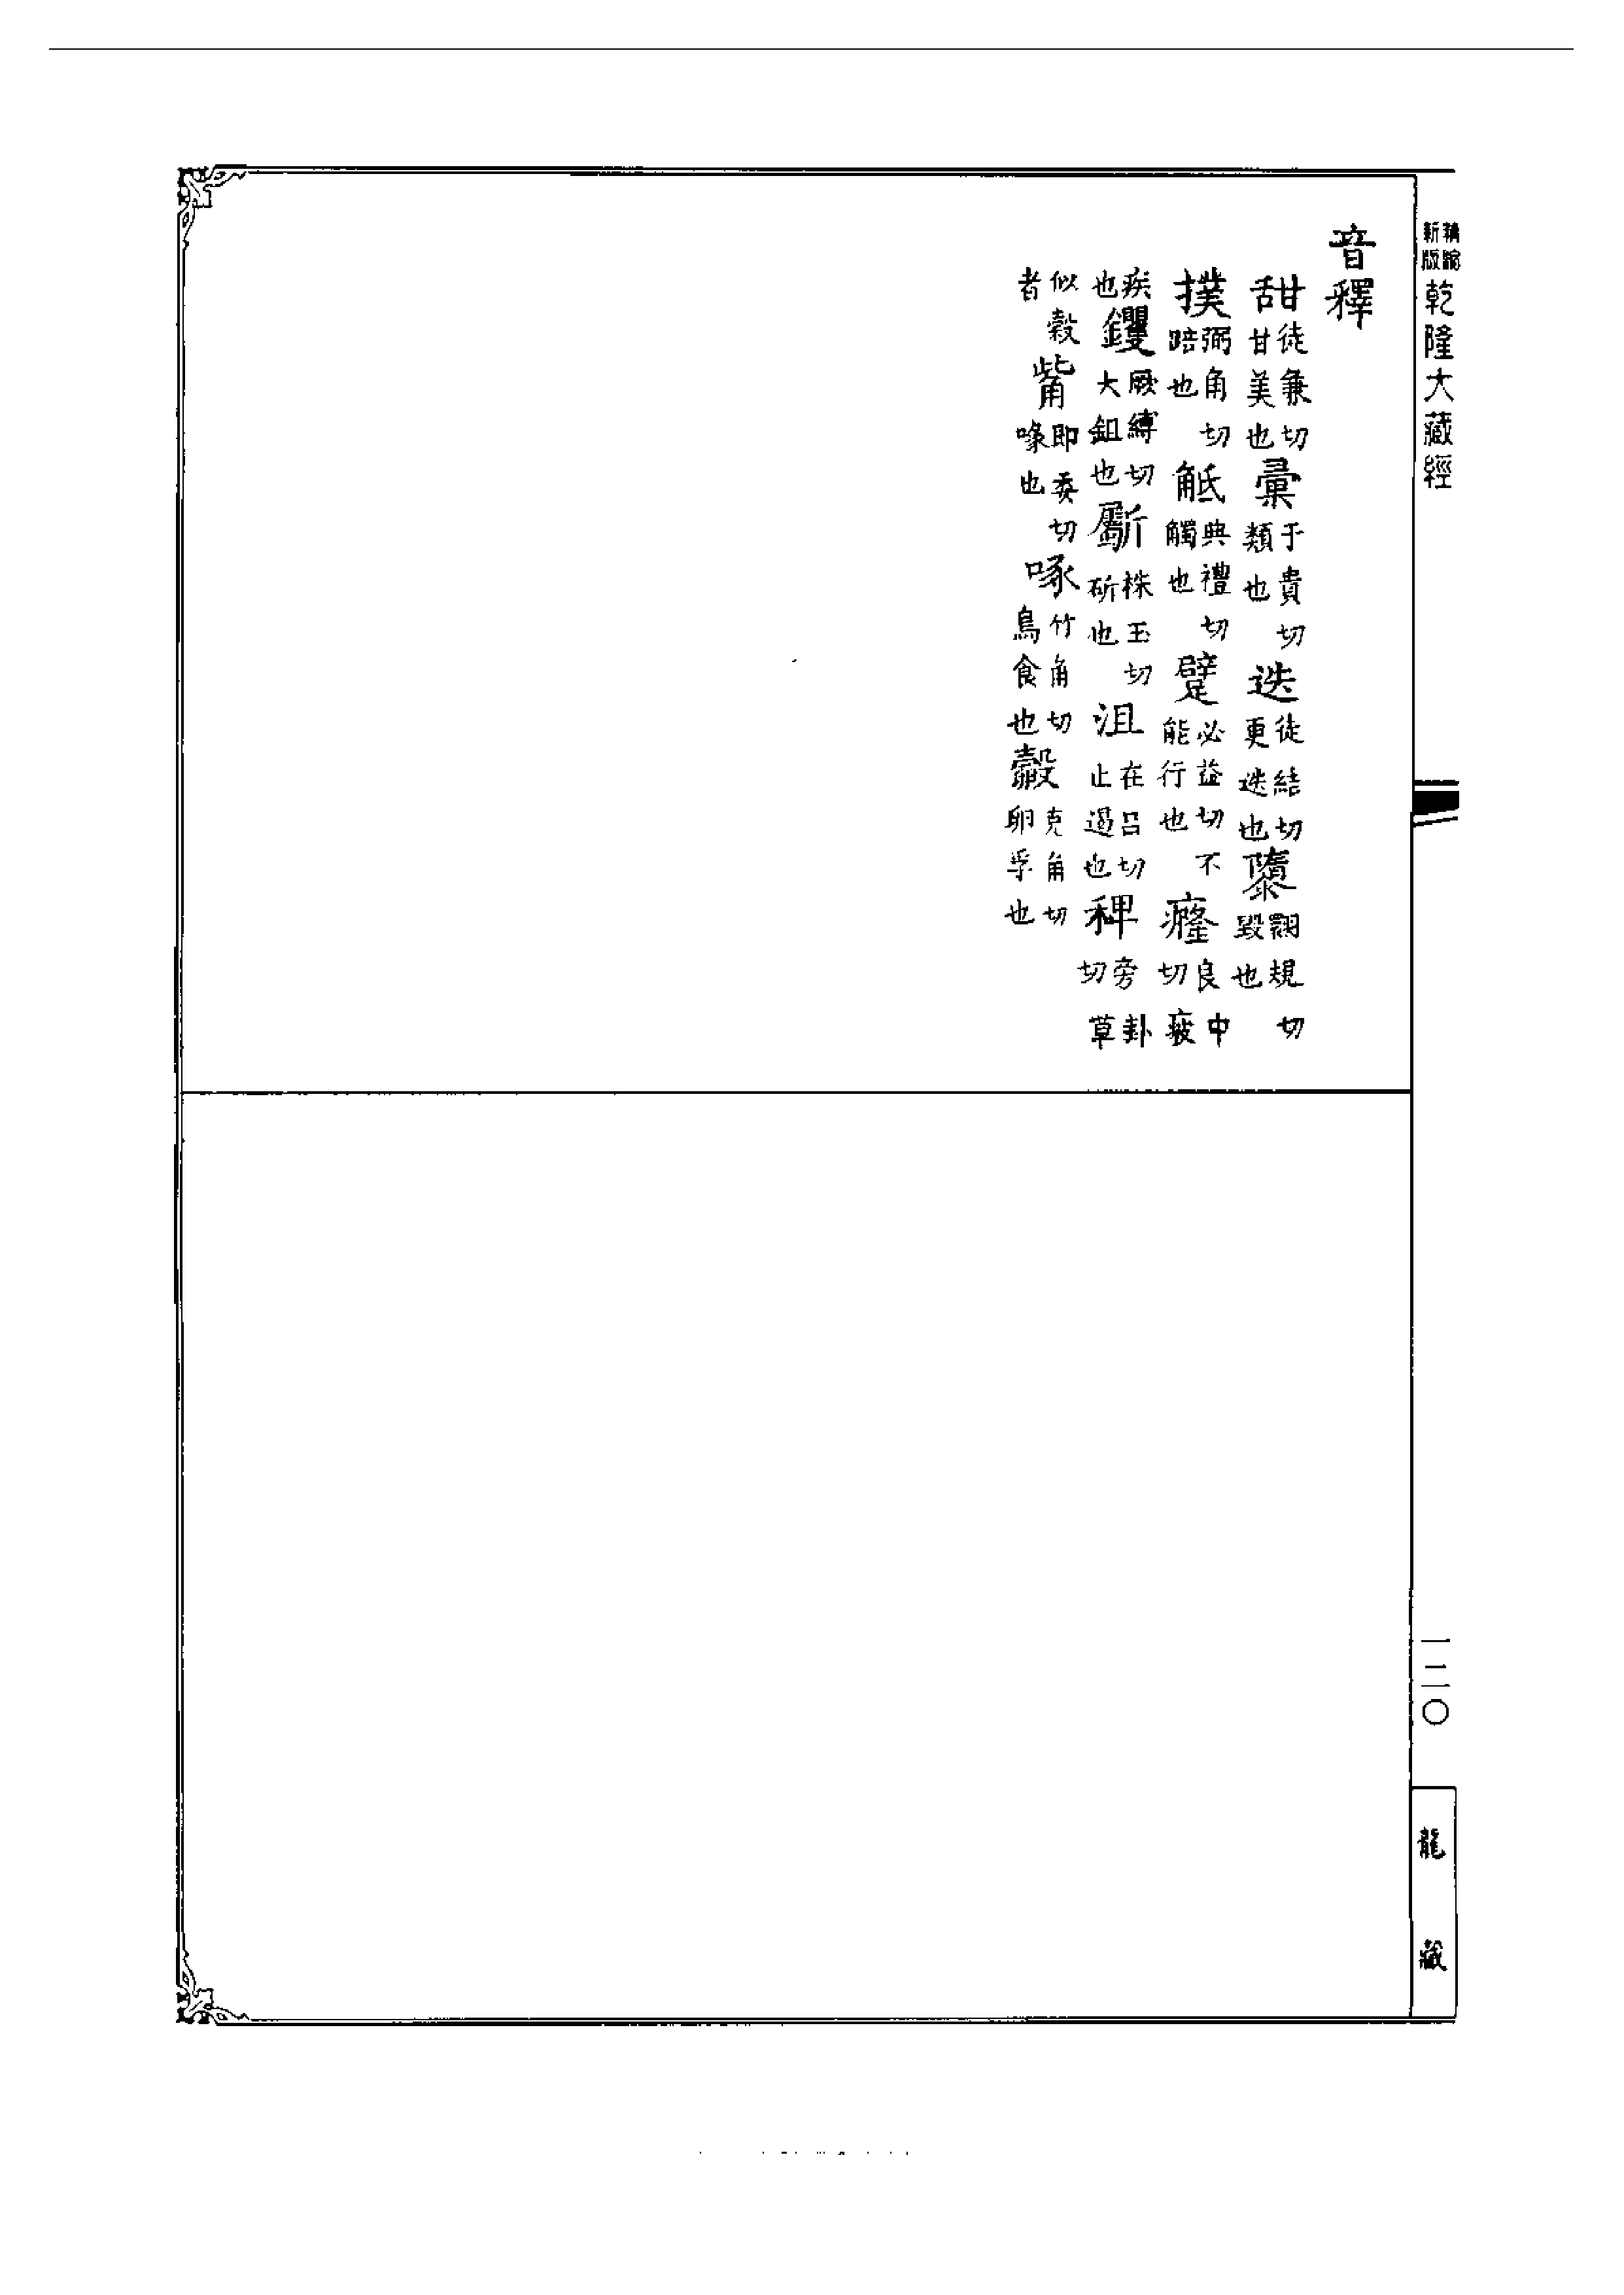 新版精縮乾隆大藏經
音釋
甜徒兼切甘美也彙于貴切類也迭徒結切更迭也隳翾規切毀也
撲弼角切踣也觝典禮切觸也躄必益切不能行也癃良中切疲
疾也钁厥縛切大鉏也斸株玉切斫也沮在呂切止遏也稗旁卦切草
似穀者觜即委切喙也啄竹角切鳥食也㲉克角切卵孚也
一二〇
龍藏